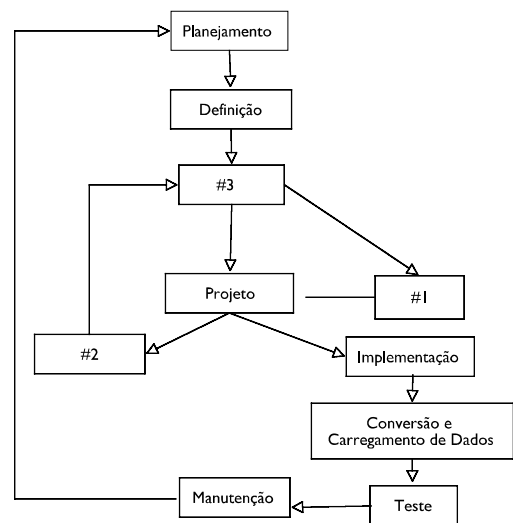 Planejamento
Definição
#3
Projeto
#1
#2
Implementação
Conversão e
Carregamento de Dados
Manutenção
Teste